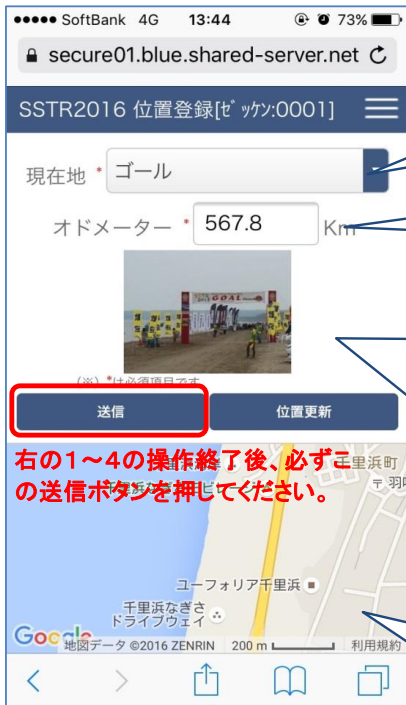 SoftBank 4G 13:44 73%
secure01.blue.shared-server.net
SSTR2016 位置登録[ゼッケン:0001]
現在地 * ゴール
オドメーター * 567.8 Km
GOAL
(※) *は必須項目です
送信 位置更新
右の1～4の操作終了後、必ずこ
の送信ボタンを押してください。
千里浜町
〒 羽
ユーフォリア千里浜
千里浜なぎさ
ドライブウェイ
Google 地図データ ©2016 ZENRIN 200 m 利用規約